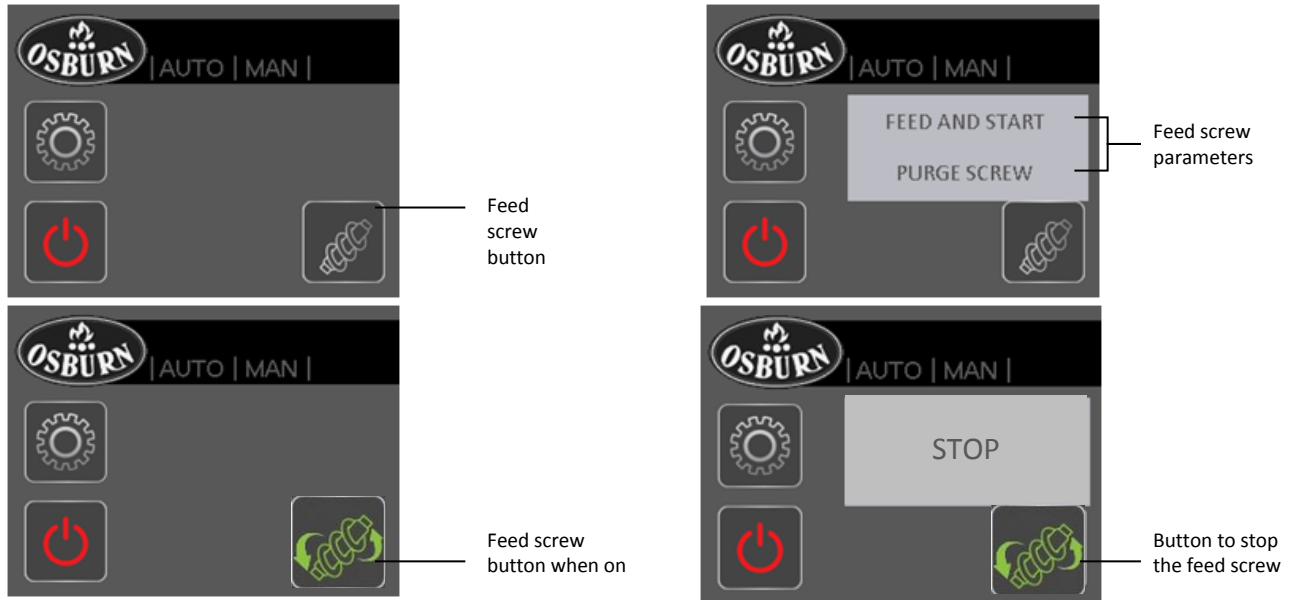 OSBURN
|AUTO | MAN |
Feed
screw
button
OSBURN
|AUTO | MAN |
FEED AND START
PURGE SCREW
Feed screw
parameters
OSBURN
|AUTO | MAN |
Feed screw
button when on
OSBURN
|AUTO | MAN |
STOP
Button to stop
the feed screw